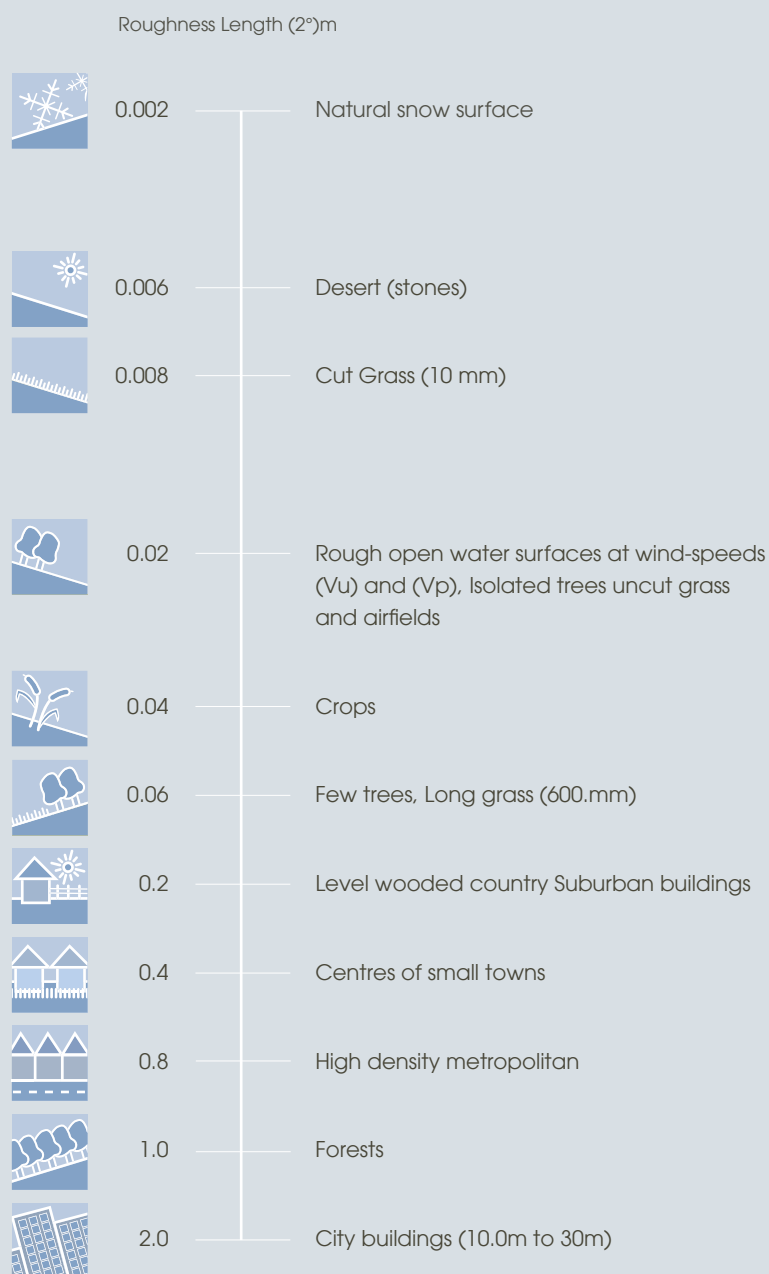 Roughness Length (2°)m
0.002 Natural snow surface
0.006 Desert (stones)
0.008 Cut Grass (10 mm)
0.02 Rough open water surfaces at wind-speeds
(Vu) and (Vp), Isolated trees uncut grass
and airfields
0.04 Crops
0.06 Few trees, Long grass (600.mm)
0.2 Level wooded country Suburban buildings
0.4 Centres of small towns
0.8 High density metropolitan
1.0 Forests
2.0 City buildings (10.0m to 30m)